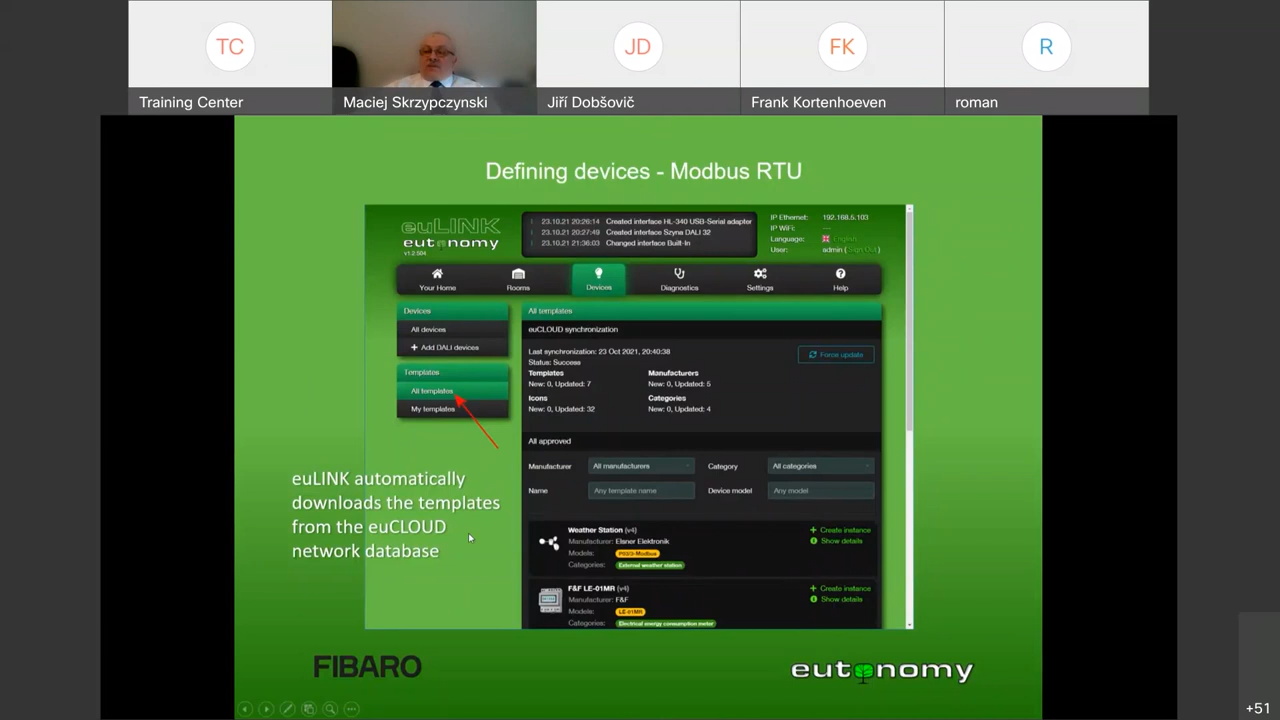 TC
JD
FK
R
Training Center
Maciej Skrzypczynski
Jiří Dobšovič
Frank Kortenhoeven
roman
Defining devices - Modbus RTU
euLINK
eutonomy
v1.2.504
23.10.21 20:26:14 Created interface HL-340 USB-Serial adapter
23.10.21 20:27:49 Created interface Szyna DALI 32
23.10.21 21:36:03 Changed interface Built-In
IP Ethernet: 192.168.5.103
IP WiFi: ---
Language: English
User: admin (Sign Out)
Your Home
Rooms
Devices
Diagnostics
Settings
Help
Devices
All devices
+ Add DALI devices
Templates
All templates
My templates
All templates
euCLOUD synchronization
Last synchronization: 23 Oct 2021, 20:40:38
Status: Success
Force update
Templates
New: 0, Updated: 7
Manufacturers
New: 0, Updated: 5
Icons
New: 0, Updated: 32
Categories
New: 0, Updated: 4
All approved
Manufacturer All manufacturers Category All categories
Name Any template name Device model Any model
Weather Station (v4)
Manufacturer: Elsner Elektronik
Models: P03/3-Modbus
Categories: External weather station
+ Create instance
Show details
F&F LE-01MR (v4)
Manufacturer: F&F
Models: LE-01MR
Categories: Electrical energy consumption meter
+ Create instance
Show details
euLINK automatically
downloads the templates
from the euCLOUD
network database
FIBARO
eutonomy
+51